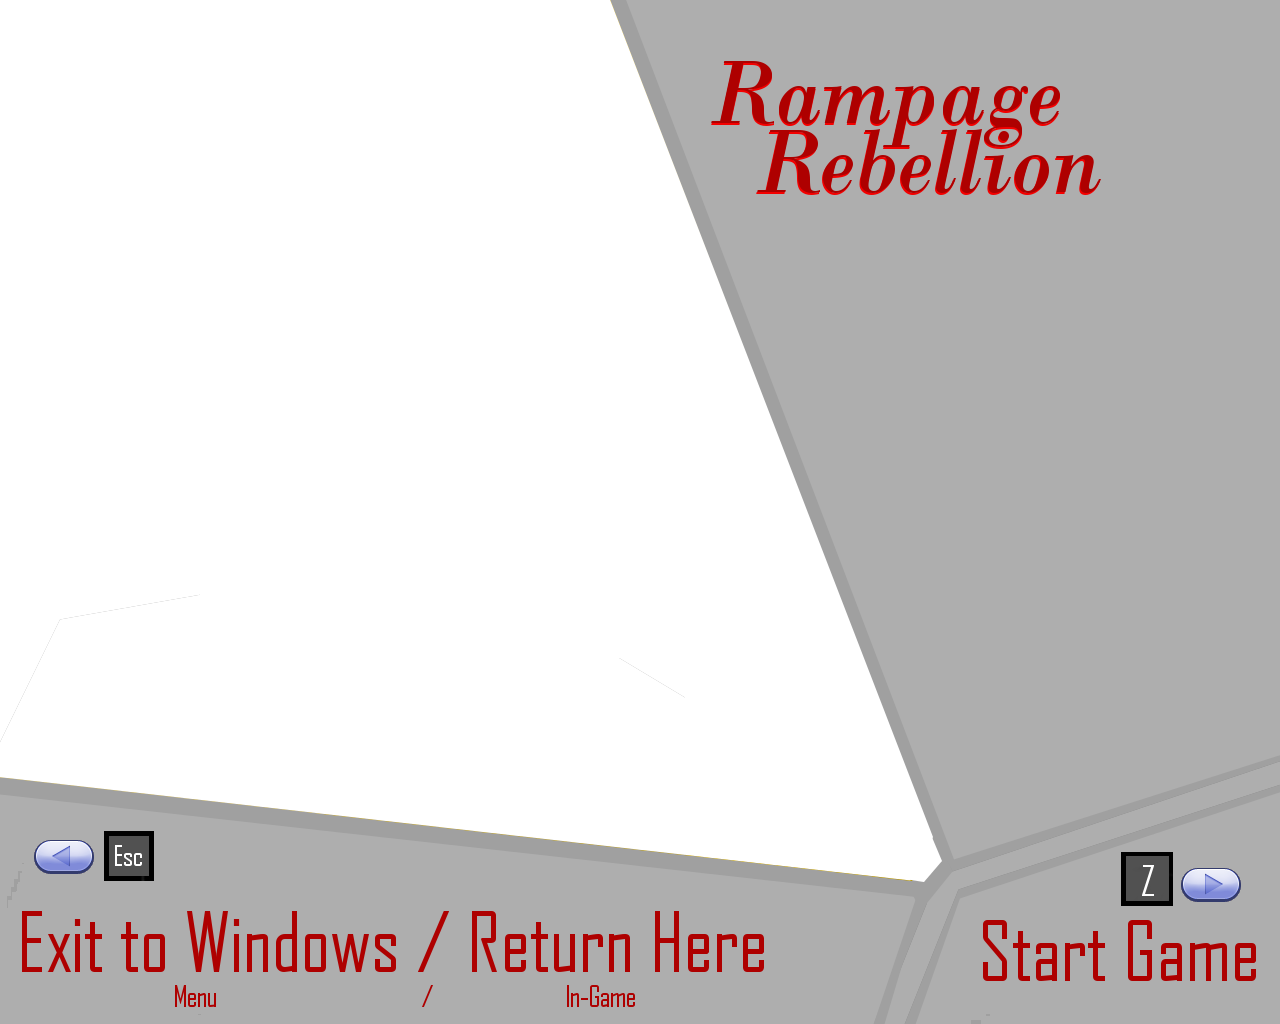 Rampage
Rebellion
Esc
Z
Exit to Windows / Return Here
Start Game
Menu / In-Game